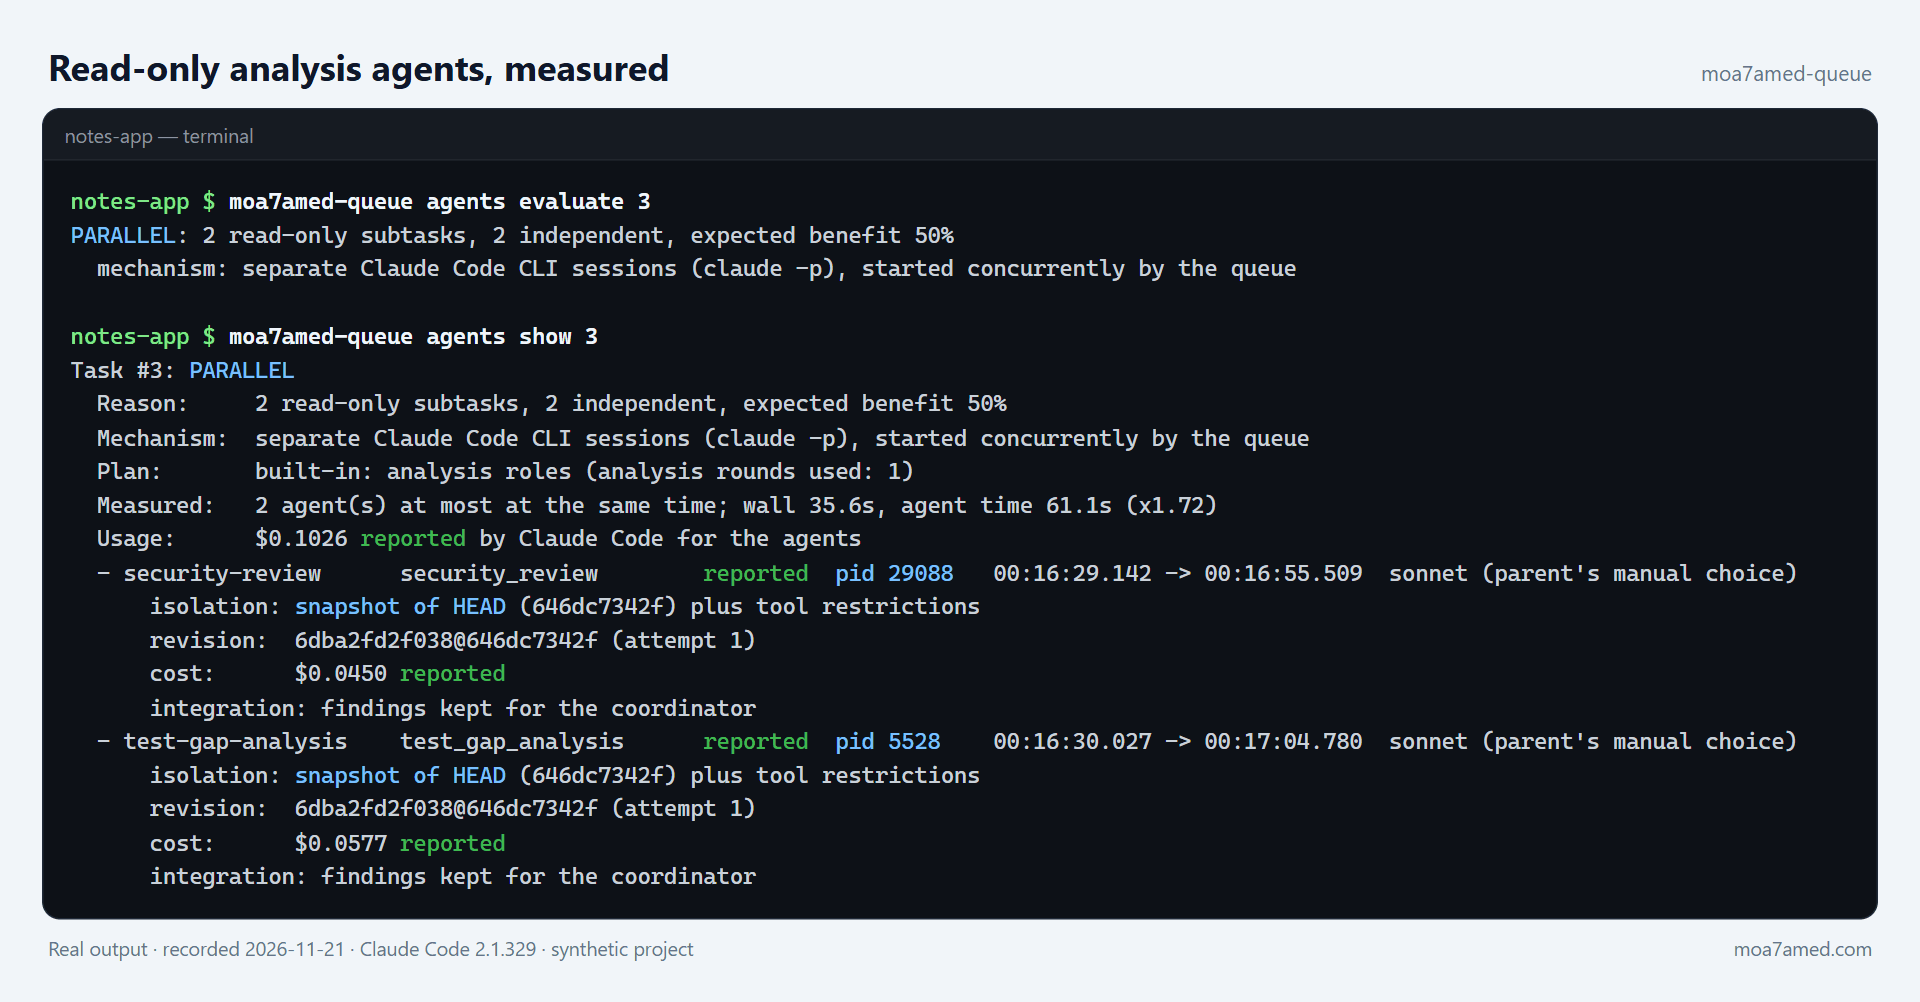 Read-only analysis agents, measured
moa7amed-queue
notes-app — terminal
notes-app $ moa7amed-queue agents evaluate 3
PARALLEL: 2 read-only subtasks, 2 independent, expected benefit 50%
mechanism: separate Claude Code CLI sessions (claude -p), started concurrently by the queue
notes-app $ moa7amed-queue agents show 3
Task #3: PARALLEL
Reason: 2 read-only subtasks, 2 independent, expected benefit 50%
Mechanism: separate Claude Code CLI sessions (claude -p), started concurrently by the queue
Plan: built-in: analysis roles (analysis rounds used: 1)
Measured: 2 agent(s) at most at the same time; wall 35.6s, agent time 61.1s (x1.72)
Usage: $0.1026 reported by Claude Code for the agents
- security-review security_review reported pid 29088 00:16:29.142 -> 00:16:55.509 sonnet (parent's manual choice)
isolation: snapshot of HEAD (646dc7342f) plus tool restrictions
revision: 6dba2fd2f038@646dc7342f (attempt 1)
cost: $0.0450 reported
integration: findings kept for the coordinator
- test-gap-analysis test_gap_analysis reported pid 5528 00:16:30.027 -> 00:17:04.780 sonnet (parent's manual choice)
isolation: snapshot of HEAD (646dc7342f) plus tool restrictions
revision: 6dba2fd2f038@646dc7342f (attempt 1)
cost: $0.0577 reported
integration: findings kept for the coordinator
Real output · recorded 2026-11-21 · Claude Code 2.1.329 · synthetic project
moa7amed.com